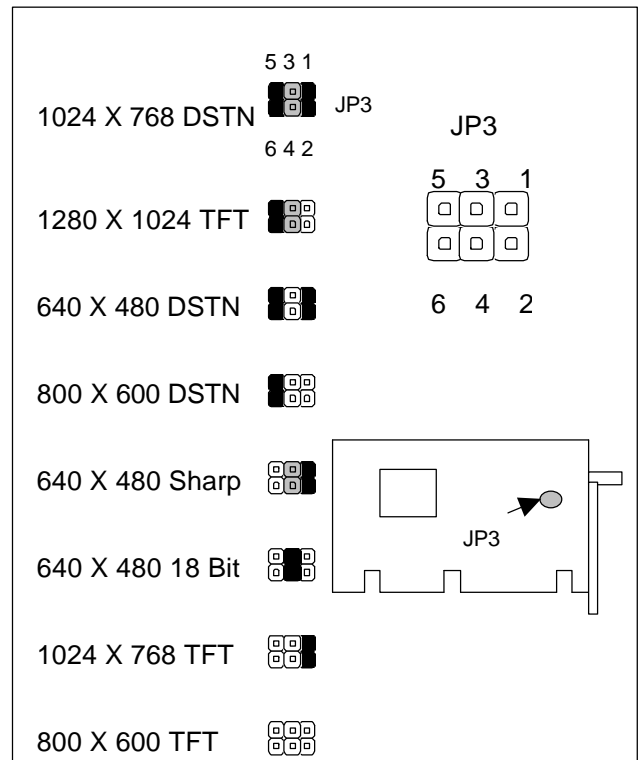 5 3 1
1024 X 768 DSTN
JP3
6 4 2
JP3
5 3 1
6 4 2
1280 X 1024 TFT
640 X 480 DSTN
800 X 600 DSTN
640 X 480 Sharp
JP3
640 X 480 18 Bit
1024 X 768 TFT
800 X 600 TFT